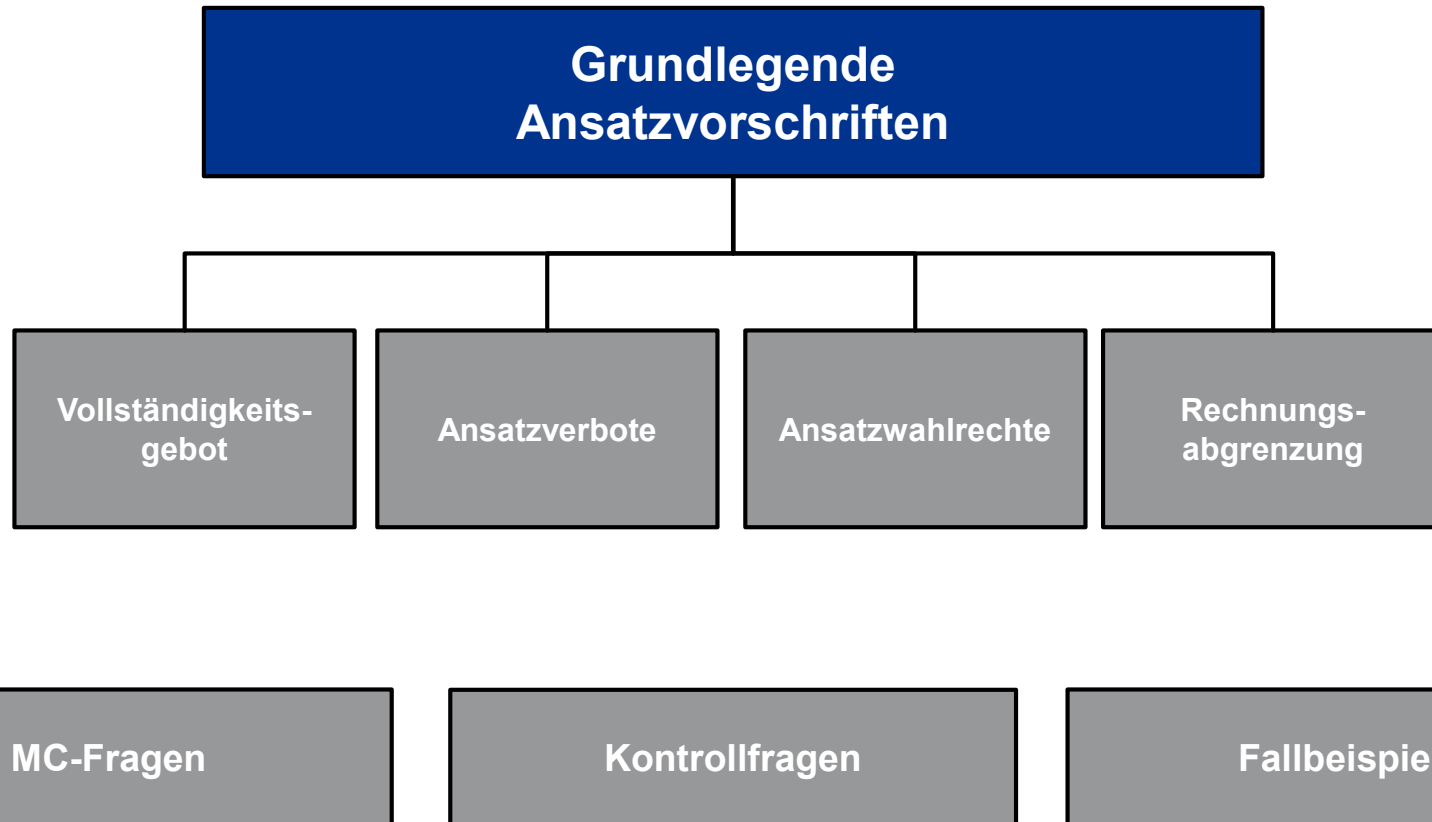 Grundlegende
Ansatzvorschriften
Vollständigkeits-
gebot
Ansatzverbote
Ansatzwahlrechte
Rechnungs-
abgrenzung
MC-Fragen
Kontrollfragen
Fallbeispie